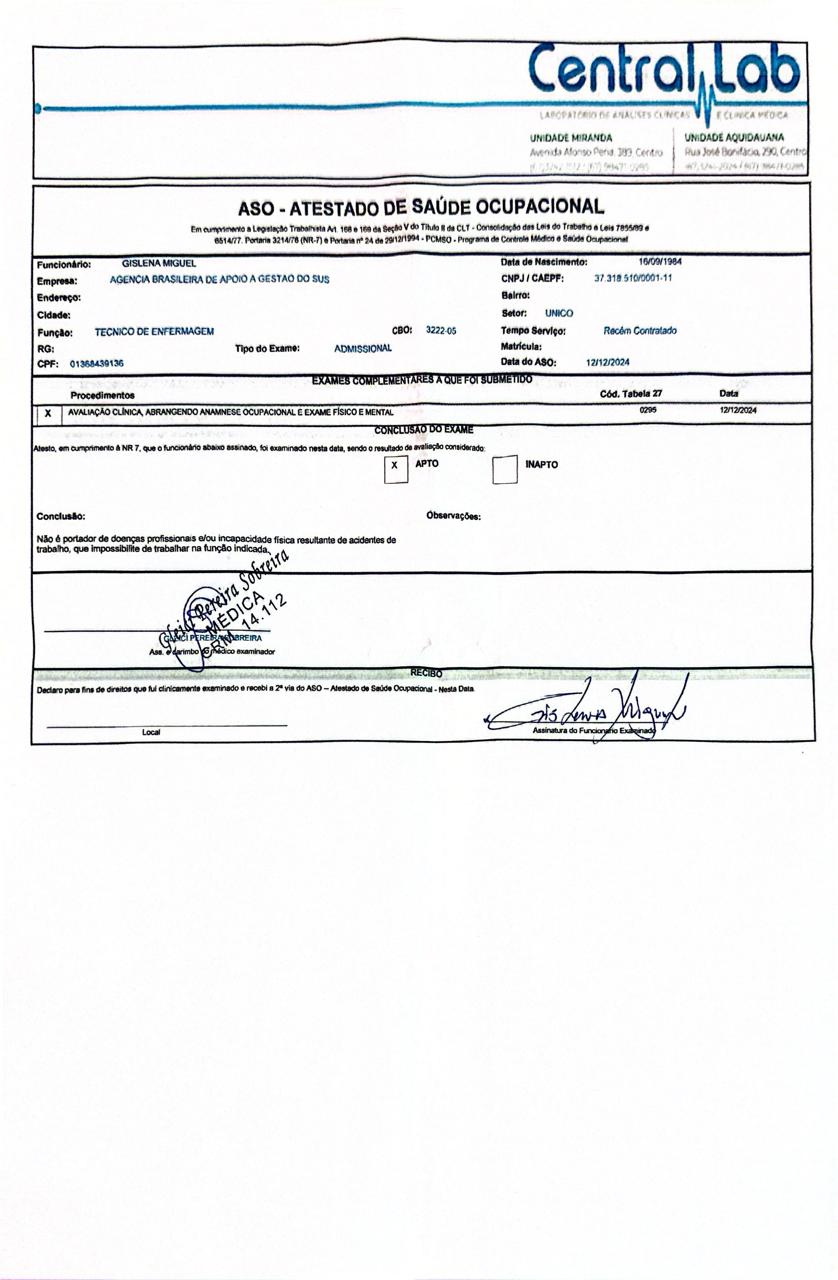 Central Lab
LABORATÓRIO DE ANÁLISES CLÍNICAS E CLÍNICA MÉDICA
UNIDADE MIRANDA
Avenida Afonso Pena, 393, Centro
UNIDADE AQUIDAUANA
Rua José Bonifácio, 290, Centro
ASO - ATESTADO DE SAÚDE OCUPACIONAL
Em cumprimento a Legislação Trabalhista Art. 168 e 169 da Seção V do Título II da CLT - Consolidação das Leis do Trabalho e Leis 7855/89 e
6514/77. Portaria 3214/78 (NR-7) e Portaria nº 24 de 29/12/1994 - PCMSO - Programa de Controle Médico e Saúde Ocupacional
Funcionário: GISLENA MIGUEL Data de Nascimento: 16/09/1984
Empresa: AGENCIA BRASILEIRA DE APOIO A GESTAO DO SUS CNPJ / CAEPF: 37.318.510/0001-11
Endereço: Bairro:
Cidade: Setor: UNICO
Função: TECNICO DE ENFERMAGEM CBO: 3222-05 Tempo Serviço: Recém Contratado
RG: Tipo do Exame: ADMISSIONAL Matrícula:
CPF: 01368439136 Data do ASO: 12/12/2024
EXAMES COMPLEMENTARES A QUE FOI SUBMETIDO
Procedimentos Cód. Tabela 27 Data
X AVALIAÇÃO CLÍNICA, ABRANGENDO ANAMNESE OCUPACIONAL E EXAME FÍSICO E MENTAL 0295 12/12/2024
CONCLUSÃO DO EXAME
Atesto, em cumprimento à NR 7, que o funcionário abaixo assinado, foi examinado nesta data, sendo o resultado de avaliação considerado:
X APTO INAPTO
Conclusão: Observações:
Não é portador de doenças profissionais e/ou incapacidade física resultante de acidentes de
trabalho, que impossibilite de trabalhar na função indicada.
Gleici Pereira Sobreira
MÉDICA
CRM 14.112
GLEICI PEREIRA SOBREIRA
Ass. e carimbo do médico examinador
RECIBO
Declaro para fins de direitos que fui clinicamente examinado e recebi a 2ª via do ASO – Atestado de Saúde Ocupacional - Nesta Data.
Gislena Miguel
Local Assinatura do Funcionário Examinado